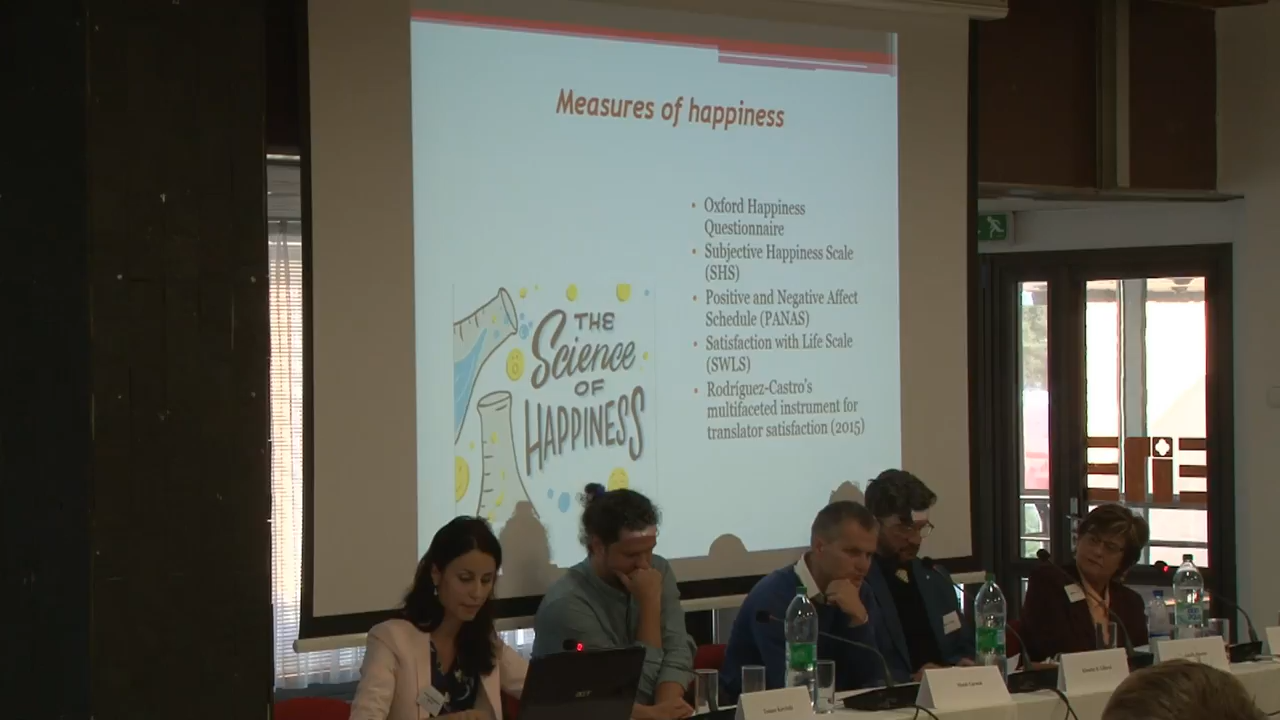 Measures of happiness
• Oxford Happiness
Questionnaire
• Subjective Happiness Scale
(SHS)
• Positive and Negative Affect
Schedule (PANAS)
• Satisfaction with Life Scale
(SWLS)
• Rodríguez-Castro's
multifaceted instrument for
translator satisfaction (2015)
THE
Science
OF
HAPPINESS
acer